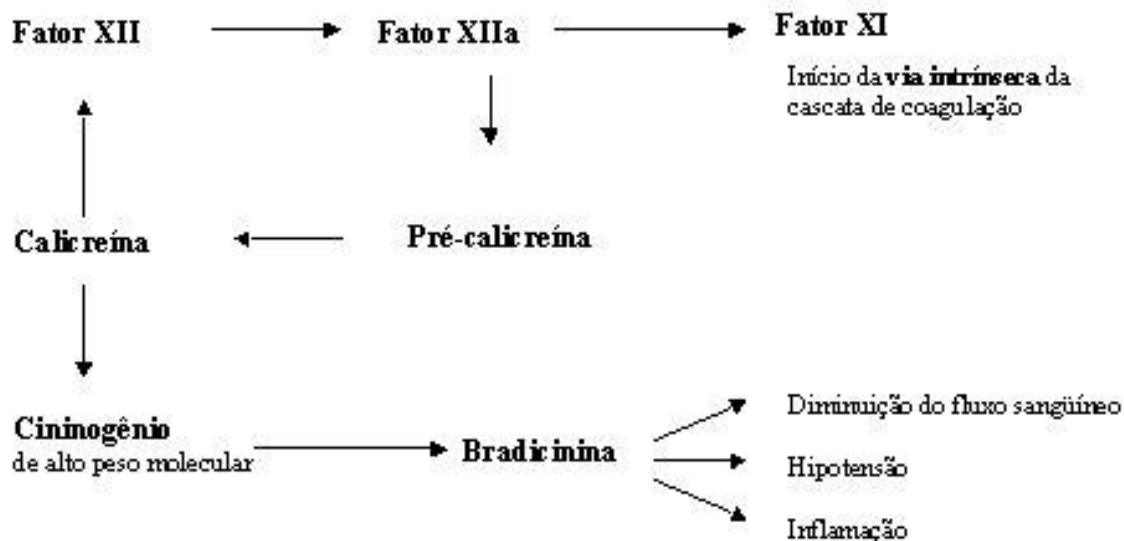 Fator XII
Fator XIIa
Fator XI
Início da via intrínseca da
cascata de coagulação
Calicreína
Pré-calicreína
Cininogênio
de alto peso molecular
Bradicinina
Diminuição do fluxo sangüíneo
Hipotensão
Inflamação